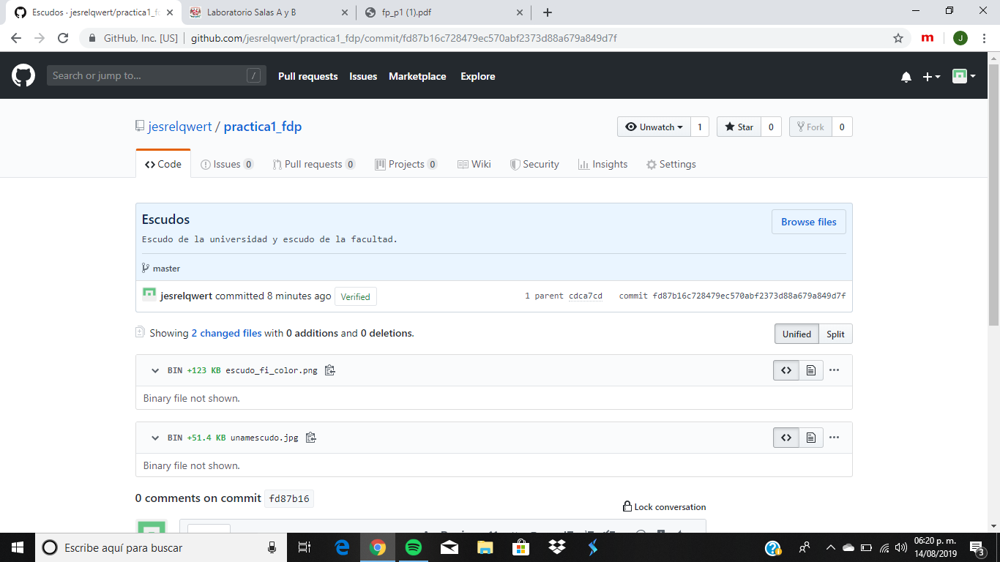 Escudos · jesrelqwert/practica1_f
Laboratorio Salas A y B
fp_p1 (1).pdf
GitHub, Inc. [US] github.com/jesrelqwert/practica1_fdp/commit/fd87b16c728479ec570abf2373d88a679a849d7f
m
J
Search or jump to...
/
Pull requests
Issues
Marketplace
Explore
jesrelqwert / practica1_fdp
Unwatch 1
Star 0
Fork 0
Code
Issues 0
Pull requests 0
Projects 0
Wiki
Security
Insights
Settings
Escudos
Browse files
Escudo de la universidad y escudo de la facultad.
master
jesrelqwert committed 8 minutes ago Verified
1 parent cdca7cd commit fd87b16c728479ec570abf2373d88a679a849d7f
Showing 2 changed files with 0 additions and 0 deletions.
Unified Split
BIN +123 KB escudo_fi_color.png
Binary file not shown.
BIN +51.4 KB unamescudo.jpg
Binary file not shown.
0 comments on commit fd87b16
Lock conversation
Escribe aquí para buscar
06:20 p. m.
14/08/2019
3